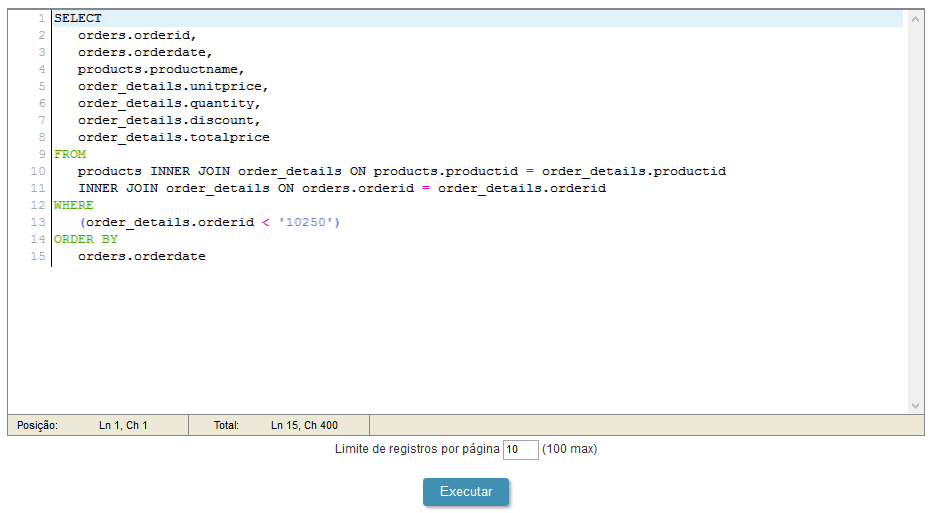 1 SELECT
2 orders.orderid,
3 orders.orderdate,
4 products.productname,
5 order_details.unitprice,
6 order_details.quantity,
7 order_details.discount,
8 order_details.totalprice
9 FROM
10 products INNER JOIN order_details ON products.productid = order_details.productid
11 INNER JOIN order_details ON orders.orderid = order_details.orderid
12 WHERE
13 (order_details.orderid < '10250')
14 ORDER BY
15 orders.orderdate
Posição: Ln 1, Ch 1 Total: Ln 15, Ch 400
Limite de registros por página 10 (100 max)
Executar